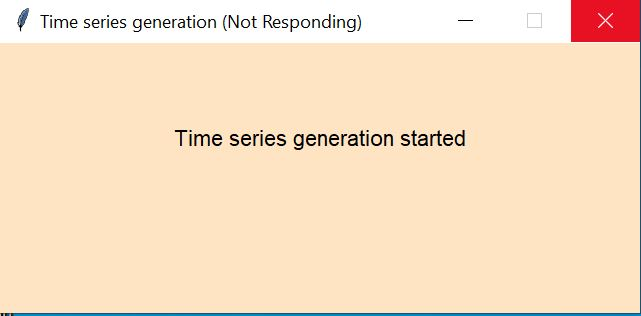 Time series generation (Not Responding)
Time series generation started